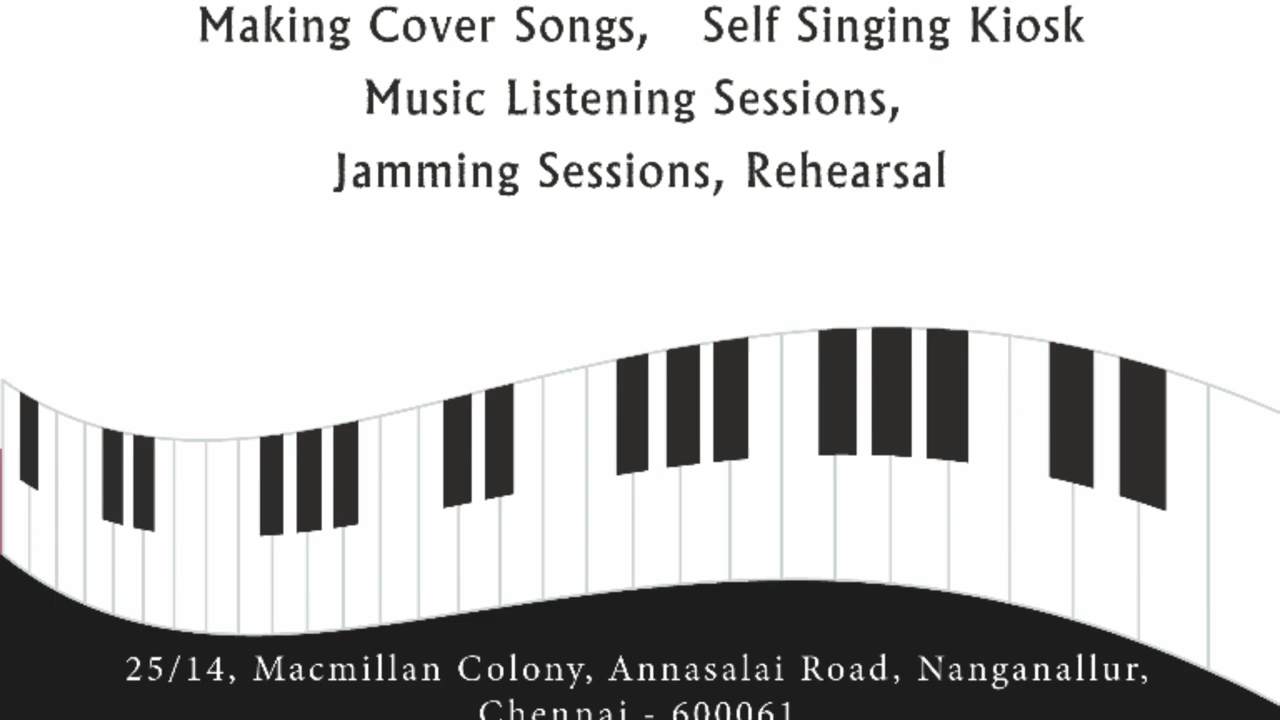 Making Cover Songs, Self Singing Kiosk
Music Listening Sessions,
Jamming Sessions, Rehearsal
25/14, Macmillan Colony, Annasalai Road, Nanganallur,
Chennai - 600061